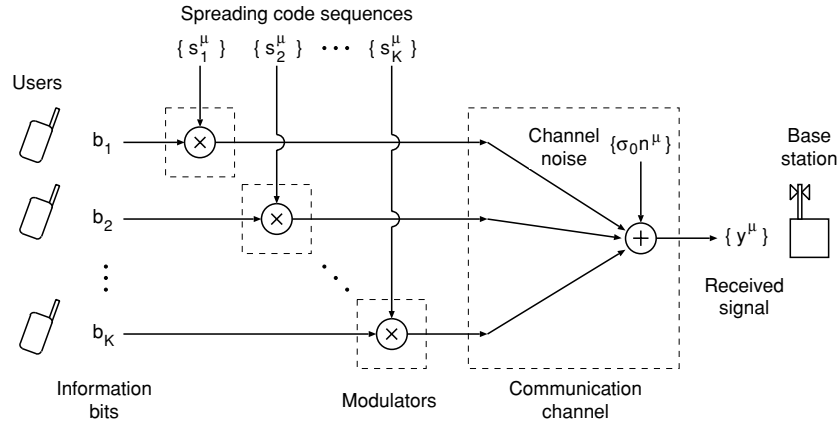 Spreading code sequences
{ s₁^μ } { s₂^μ } ··· { s_K^μ }
Users
b₁
×
Channel
noise
{σ₀n^μ}
Base
station
b₂
×
+
{ y^μ }
Received
signal
b_K
×
Information
bits
Modulators
Communication
channel